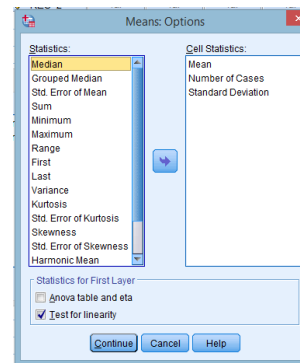 Means: Options
Statistics:
Median
Grouped Median
Std. Error of Mean
Sum
Minimum
Maximum
Range
First
Last
Variance
Kurtosis
Std. Error of Kurtosis
Skewness
Std. Error of Skewness
Harmonic Mean
Cell Statistics:
Mean
Number of Cases
Standard Deviation
Statistics for First Layer
Anova table and eta
Test for linearity
Continue
Cancel
Help